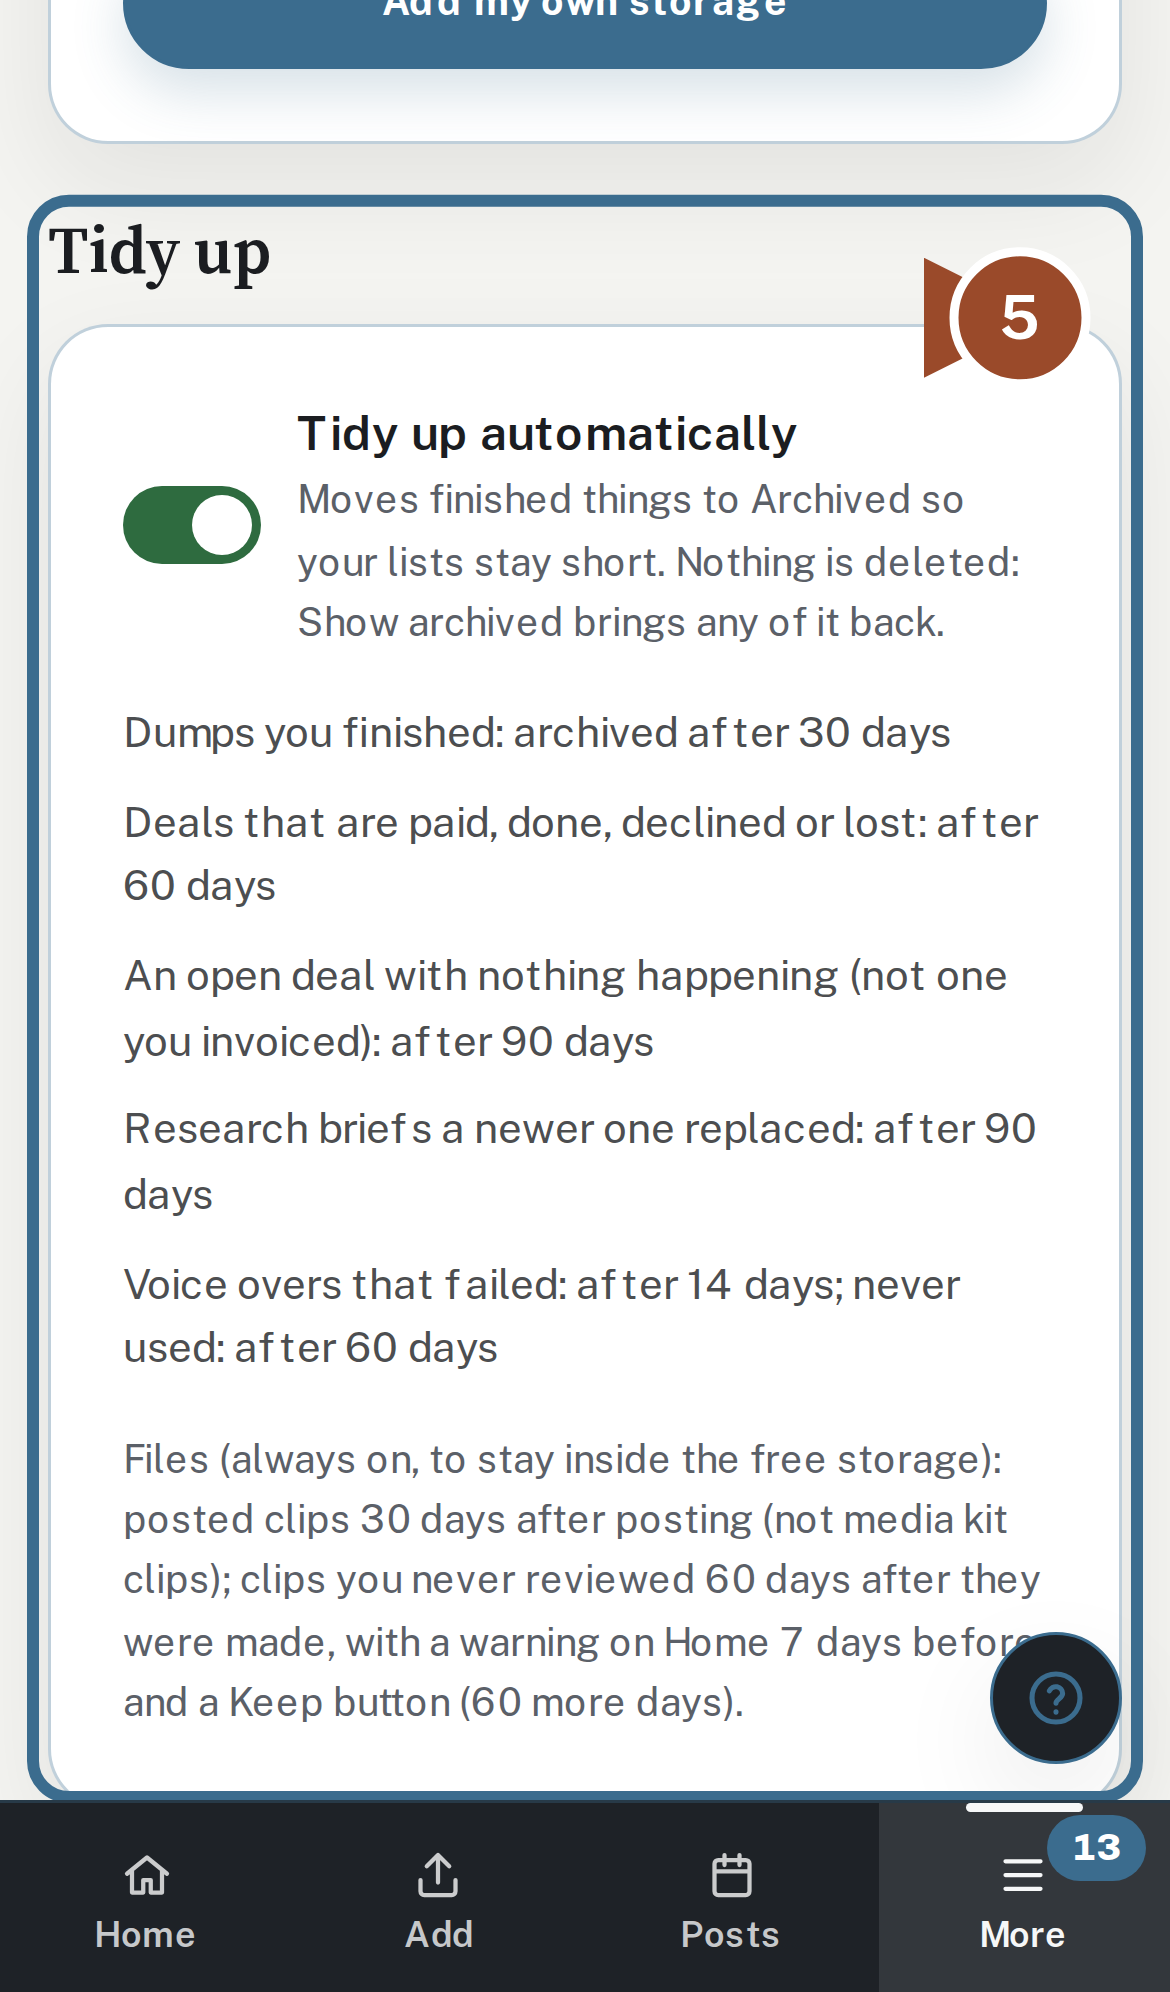 Add my own storage
Tidy up
5
Tidy up automatically
Moves finished things to Archived so
your lists stay short. Nothing is deleted:
Show archived brings any of it back.
Dumps you finished: archived after 30 days
Deals that are paid, done, declined or lost: after
60 days
An open deal with nothing happening (not one
you invoiced): after 90 days
Research briefs a newer one replaced: after 90
days
Voice overs that failed: after 14 days; never
used: after 60 days
Files (always on, to stay inside the free storage):
posted clips 30 days after posting (not media kit
clips); clips you never reviewed 60 days after they
were made, with a warning on Home 7 days before
and a Keep button (60 more days).
13
Home
Add
Posts
More